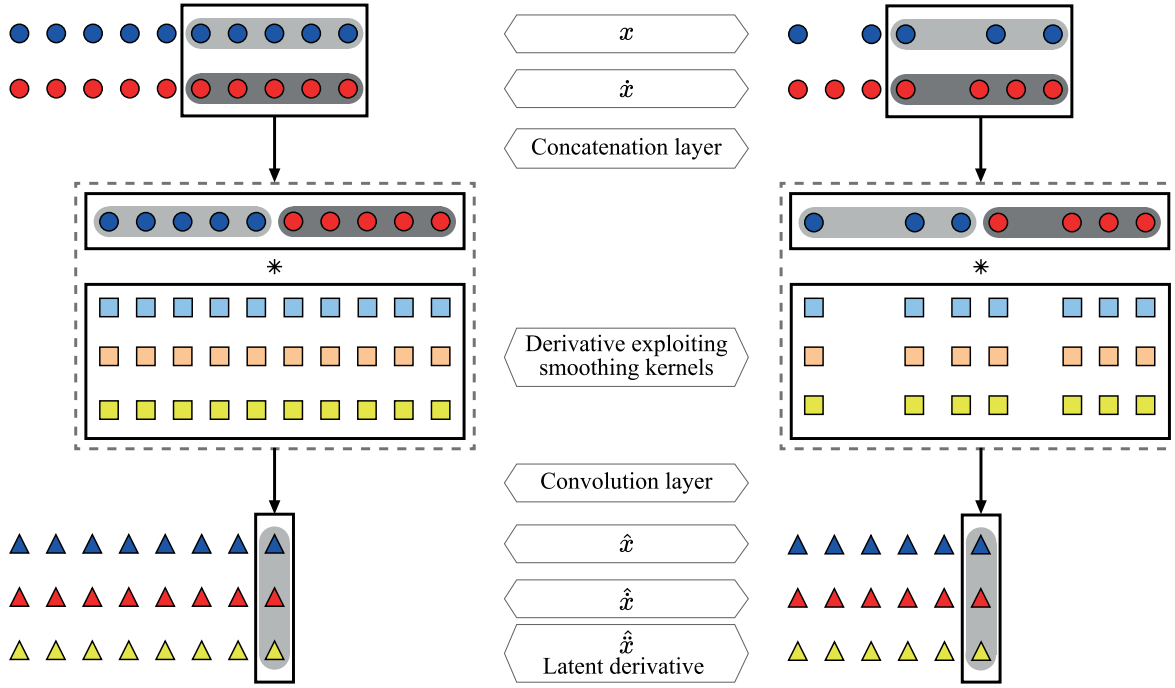 x
ẋ
Concatenation layer
*
*
Derivative exploiting
smoothing kernels
Convolution layer
x̂
ẋ̂
ẍ̂
Latent derivative